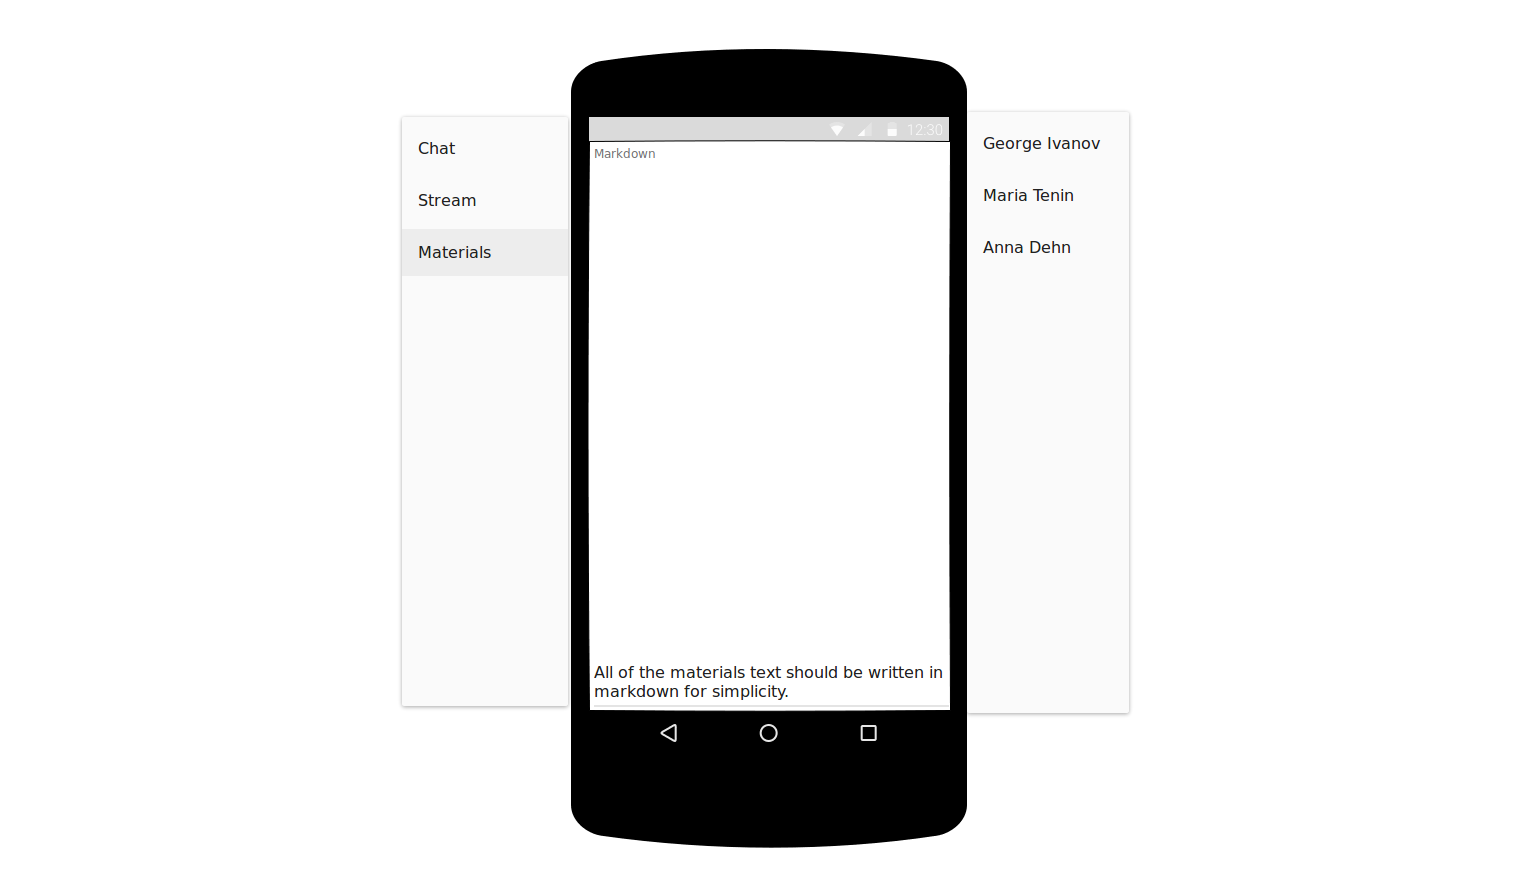 Chat
Stream
Materials
12:30
Markdown
All of the materials text should be written in
markdown for simplicity.
George Ivanov
Maria Tenin
Anna Dehn